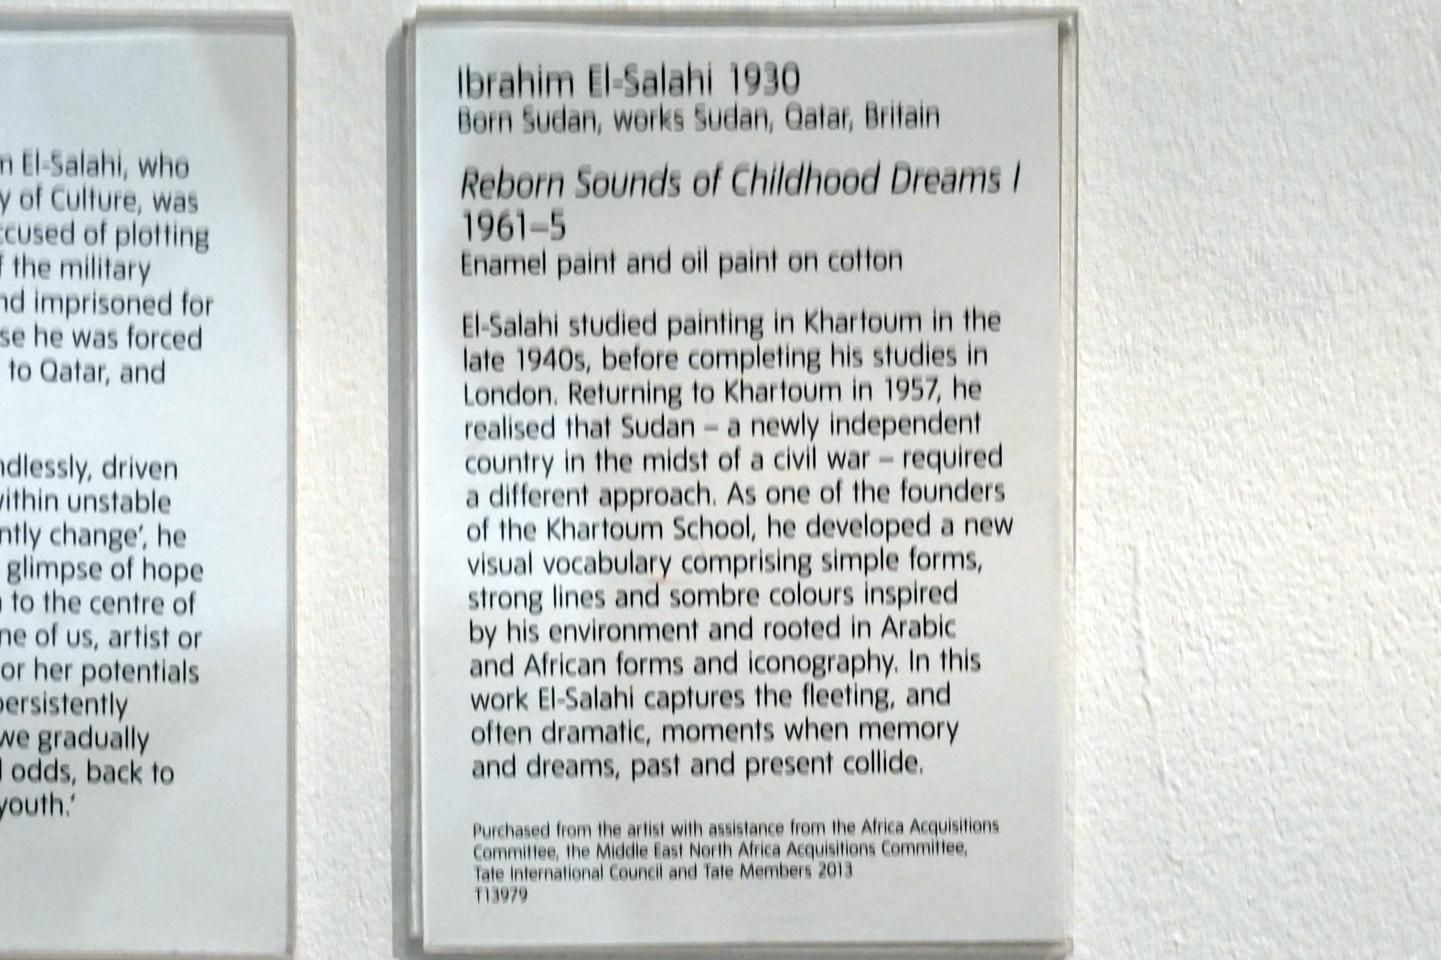 n El-Salahi, who
y of Culture, was
ccused of plotting
f the military
nd imprisoned for
se he was forced
to Qatar, and
ndlessly, driven
within unstable
ntly change', he
glimpse of hope
to the centre of
ne of us, artist or
or her potentials
persistently
we gradually
odds, back to
youth.'
Ibrahim El-Salahi 1930
Born Sudan, works Sudan, Qatar, Britain
Reborn Sounds of Childhood Dreams I
1961–5
Enamel paint and oil paint on cotton
El-Salahi studied painting in Khartoum in the
late 1940s, before completing his studies in
London. Returning to Khartoum in 1957, he
realised that Sudan – a newly independent
country in the midst of a civil war – required
a different approach. As one of the founders
of the Khartoum School, he developed a new
visual vocabulary comprising simple forms,
strong lines and sombre colours inspired
by his environment and rooted in Arabic
and African forms and iconography. In this
work El-Salahi captures the fleeting, and
often dramatic, moments when memory
and dreams, past and present collide.
Purchased from the artist with assistance from the Africa Acquisitions
Committee, the Middle East North Africa Acquisitions Committee,
Tate International Council and Tate Members 2013
T13979